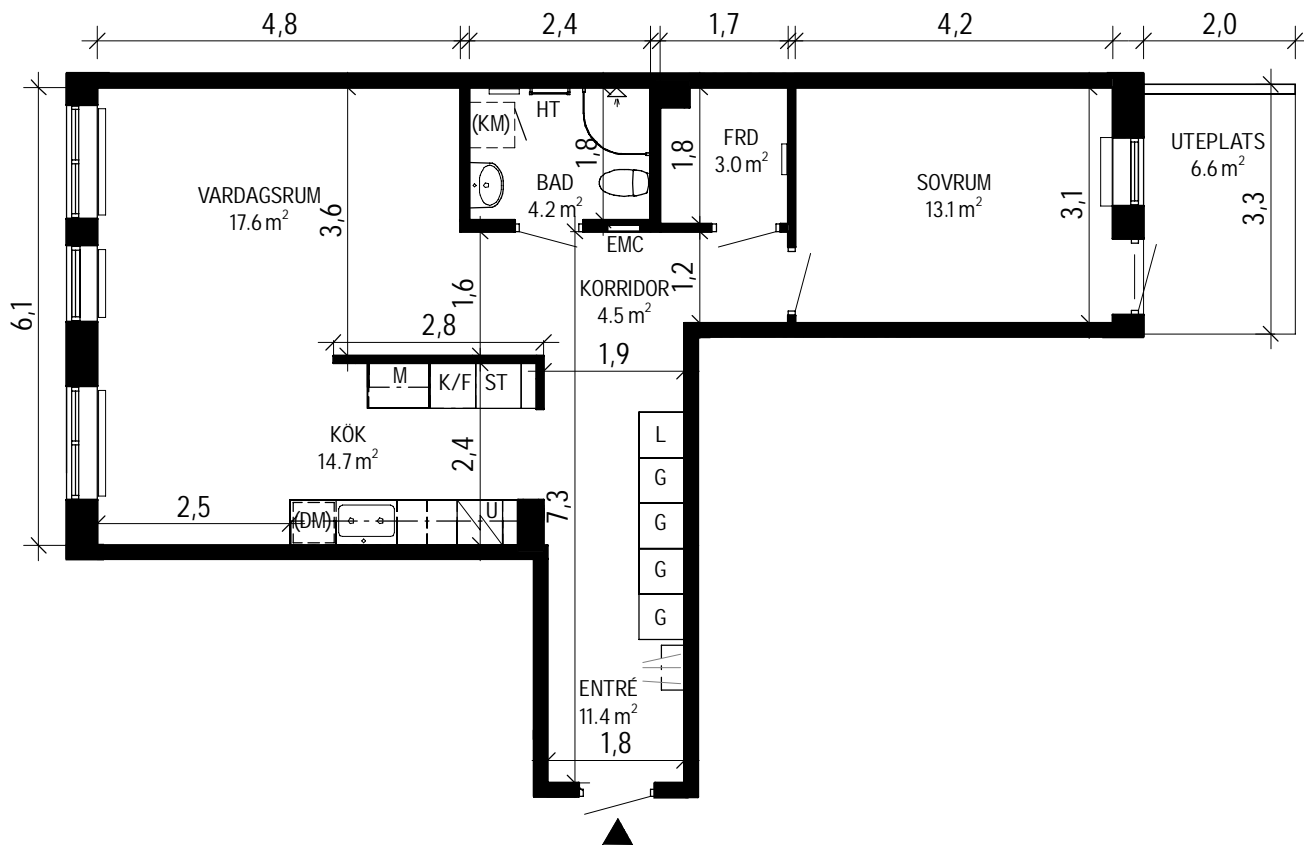 4,8
2,4
1,7
4,2
2,0
HT
(KM)
1,8
BAD
4.2 m²
1,8
FRD
3.0 m²
VARDAGSRUM
17.6 m²
3,6
SOVRUM
13.1 m²
3,1
UTEPLATS
6.6 m²
3,3
EMC
6,1
1,6
KORRIDOR
4.5 m²
1,2
2,8
1,9
M
K/F
ST
KÖK
14.7 m²
2,4
L
G
G
G
G
7,3
2,5
(DM)
U
ENTRÉ
11.4 m²
1,8